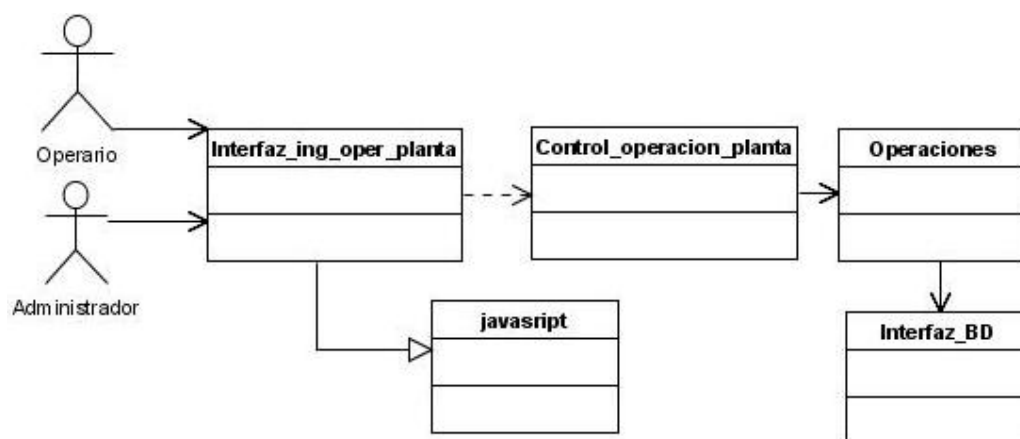 Operario
Administrador
Interfaz_ing_oper_planta
Control_operacion_planta
Operaciones
javasript
Interfaz_BD